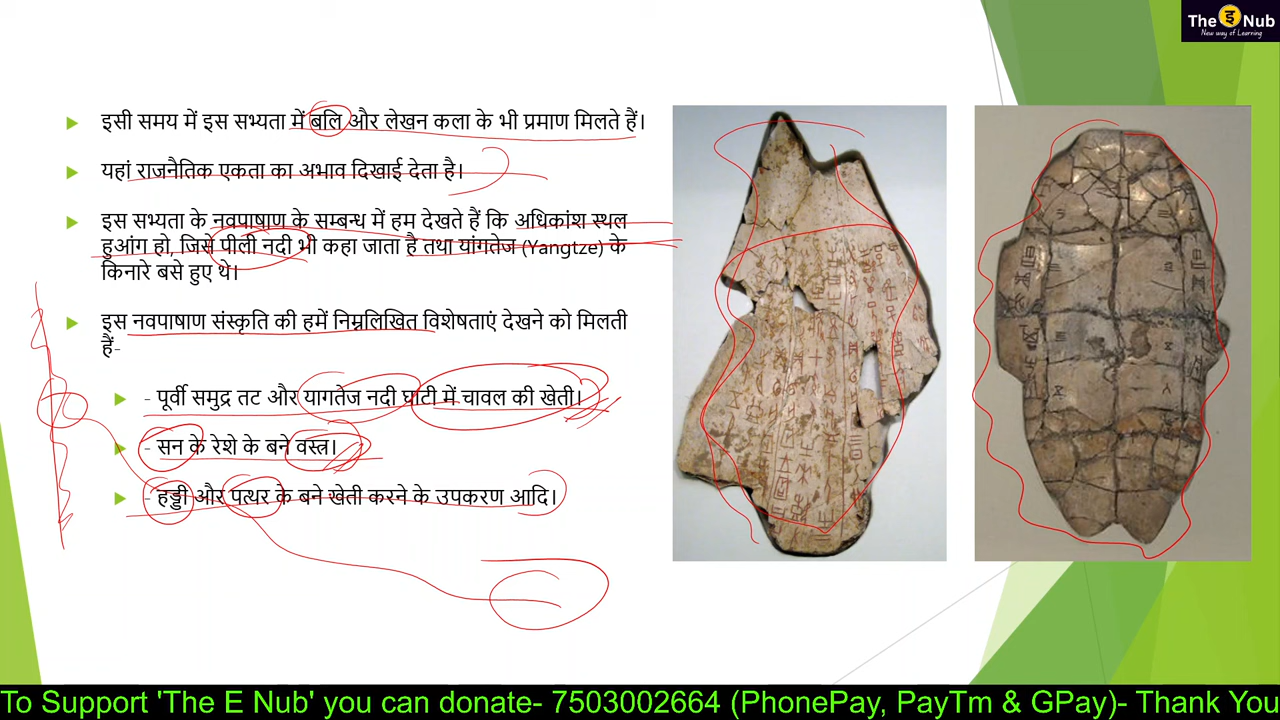 The इ Nub
New way of Learning
इसी समय में इस सभ्यता में बलि और लेखन कला के भी प्रमाण मिलते हैं।
यहां राजनैतिक एकता का अभाव दिखाई देता है।
इस सभ्यता के नवपाषाण के सम्बन्ध में हम देखते हैं कि अधिकांश स्थल
हुआंग हो, जिसे पीली नदी भी कहा जाता है तथा यांगतेज (Yangtze) के
किनारे बसे हुए थे।
इस नवपाषाण संस्कृति की हमें निम्नलिखित विशेषताएं देखने को मिलती
हैं-
- पूर्वी समुद्र तट और यागतेज नदी घाटी में चावल की खेती।
- सन के रेशे के बने वस्त्र।
- हड्डी और पत्थर के बने खेती करने के उपकरण आदि।
To Support 'The E Nub' you can donate- 7503002664 (PhonePay, PayTm & GPay)- Thank You